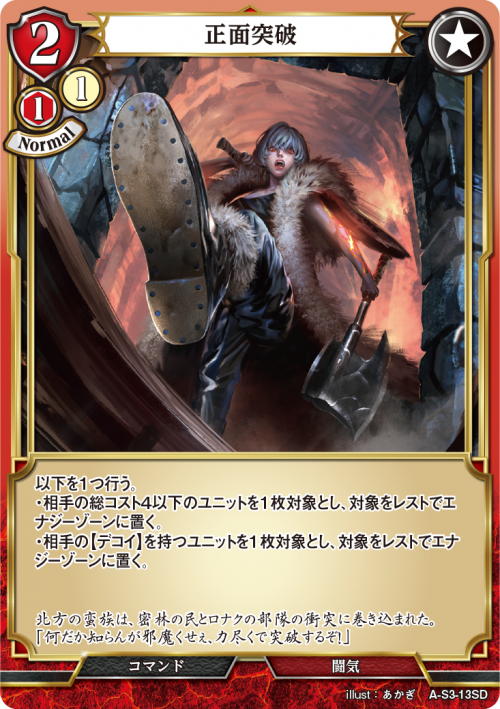 2
正面突破
1
1
Normal
以下を1つ行う。
・相手の総コスト4以下のユニットを1枚対象とし、対象をレストでエ
ナジーゾーンに置く。
・相手の【デコイ】を持つユニットを1枚対象とし、対象をレストでエナ
ジーゾーンに置く。
北方の蛮族は、密林の民とロナクの部隊の衝突に巻き込まれた。
「何だか知らんが邪魔くせぇ、力尽くで突破するぞ!」
コマンド 闘気
illust：あかぎ A-S3-13SD